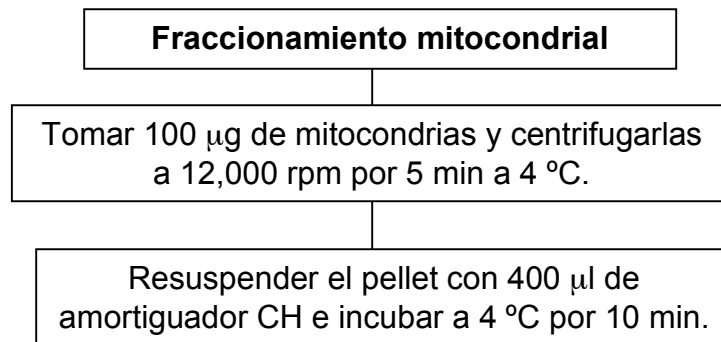 Fraccionamiento mitocondrial
Tomar 100 μg de mitocondrias y centrifugarlas
a 12,000 rpm por 5 min a 4 ºC.
Resuspender el pellet con 400 μl de
amortiguador CH e incubar a 4 ºC por 10 min.